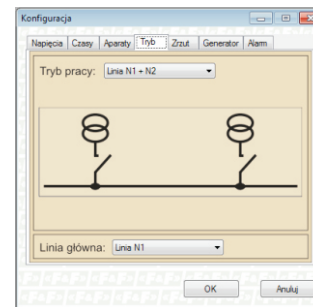 Konfiguracja
Napięcia Czasy Aparaty Tryb Zrzut Generator Alarm
Tryb pracy: Linia N1 + N2
Linia główna: Linia N1
OK Anuluj